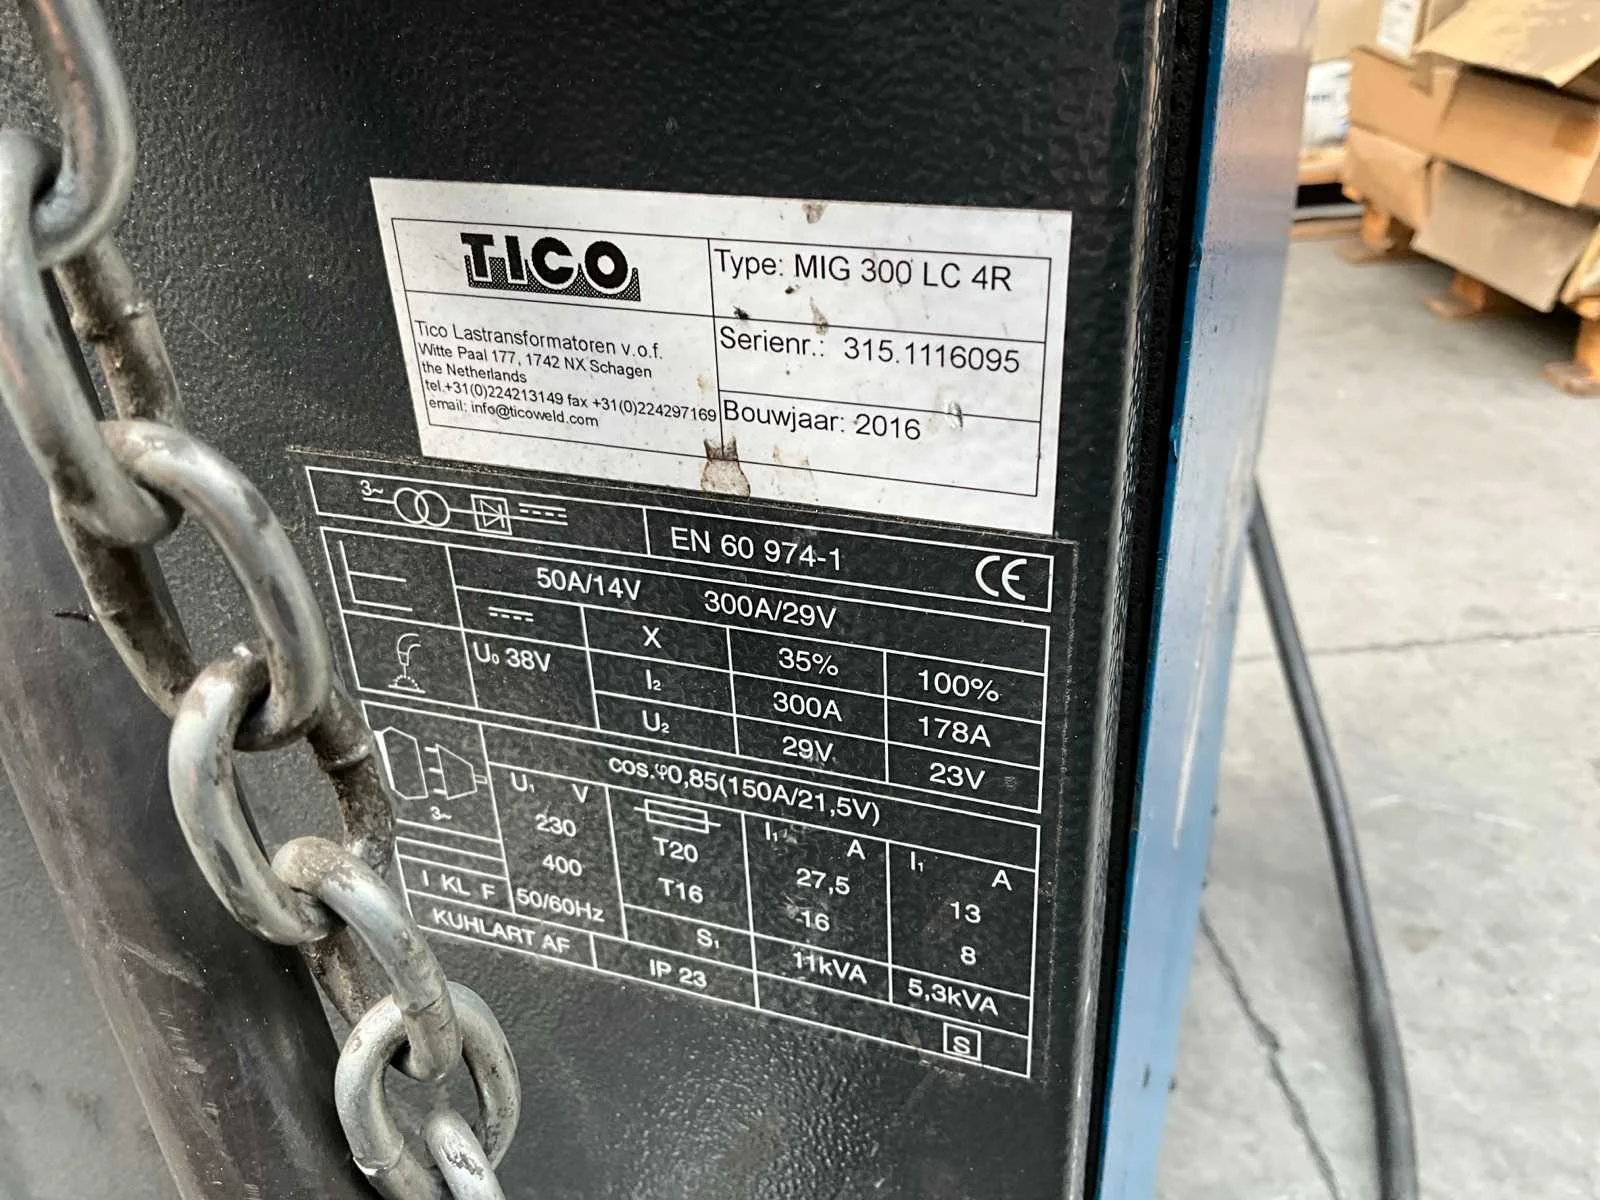 TICO
Type: MIG 300 LC 4R
Tico Lastransformatoren v.o.f.
Witte Paal 177, 1742 NX Schagen
the Netherlands
tel.+31(0)224213149 fax +31(0)224297169
email: info@ticoweld.com
Serienr.: 315.1116095
Bouwjaar: 2016
3~
EN 60 974-1
CE
50A/14V 300A/29V
X 35% 100%
U₀ 38V
I₂ 300A 178A
U₂ 29V 23V
cos.φ0,85(150A/21,5V)
3~
U₁ V I₁ A I₁ A
230 T20 27,5 13
400 T16 16 8
I KL F 50/60Hz S₁ 11kVA 5,3kVA
KUHLART AF IP 23 S